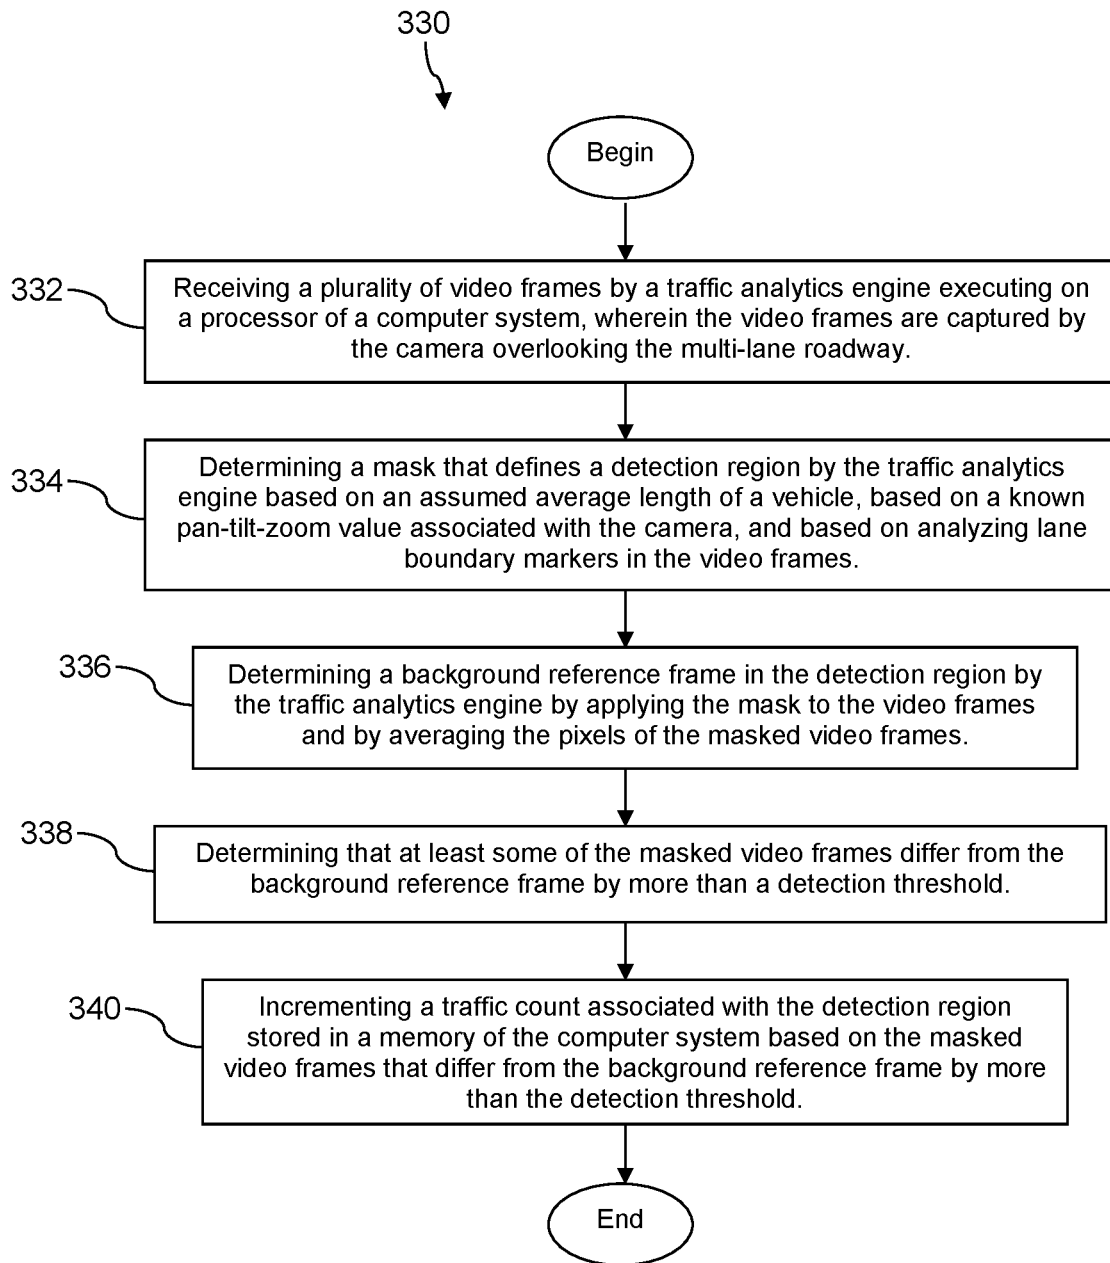 330
Begin
332
Receiving a plurality of video frames by a traffic analytics engine executing on
a processor of a computer system, wherein the video frames are captured by
the camera overlooking the multi-lane roadway.
334
Determining a mask that defines a detection region by the traffic analytics
engine based on an assumed average length of a vehicle, based on a known
pan-tilt-zoom value associated with the camera, and based on analyzing lane
boundary markers in the video frames.
336
Determining a background reference frame in the detection region by
the traffic analytics engine by applying the mask to the video frames
and by averaging the pixels of the masked video frames.
338
Determining that at least some of the masked video frames differ from the
background reference frame by more than a detection threshold.
340
Incrementing a traffic count associated with the detection region
stored in a memory of the computer system based on the masked
video frames that differ from the background reference frame by more
than the detection threshold.
End